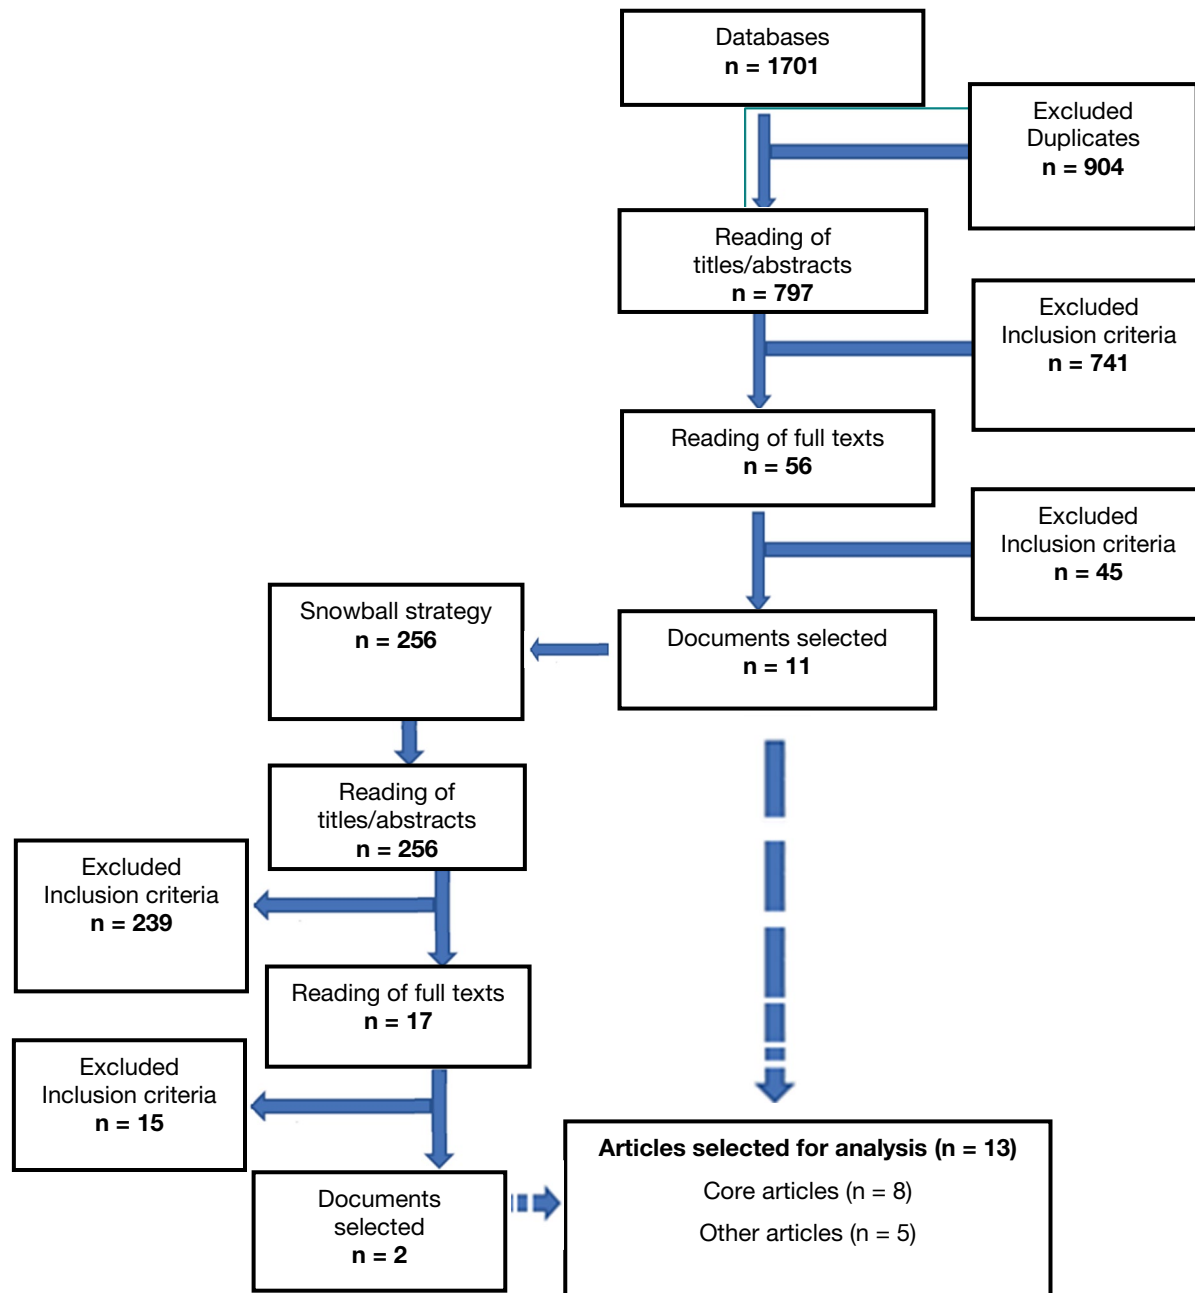 Databases
n = 1701
Excluded
Duplicates
n = 904
Reading of
titles/abstracts
n = 797
Excluded
Inclusion criteria
n = 741
Reading of full texts
n = 56
Excluded
Inclusion criteria
n = 45
Documents selected
n = 11
Snowball strategy
n = 256
Reading of
titles/abstracts
n = 256
Excluded
Inclusion criteria
n = 239
Reading of full texts
n = 17
Excluded
Inclusion criteria
n = 15
Documents
selected
n = 2
Articles selected for analysis (n = 13)
Core articles (n = 8)
Other articles (n = 5)